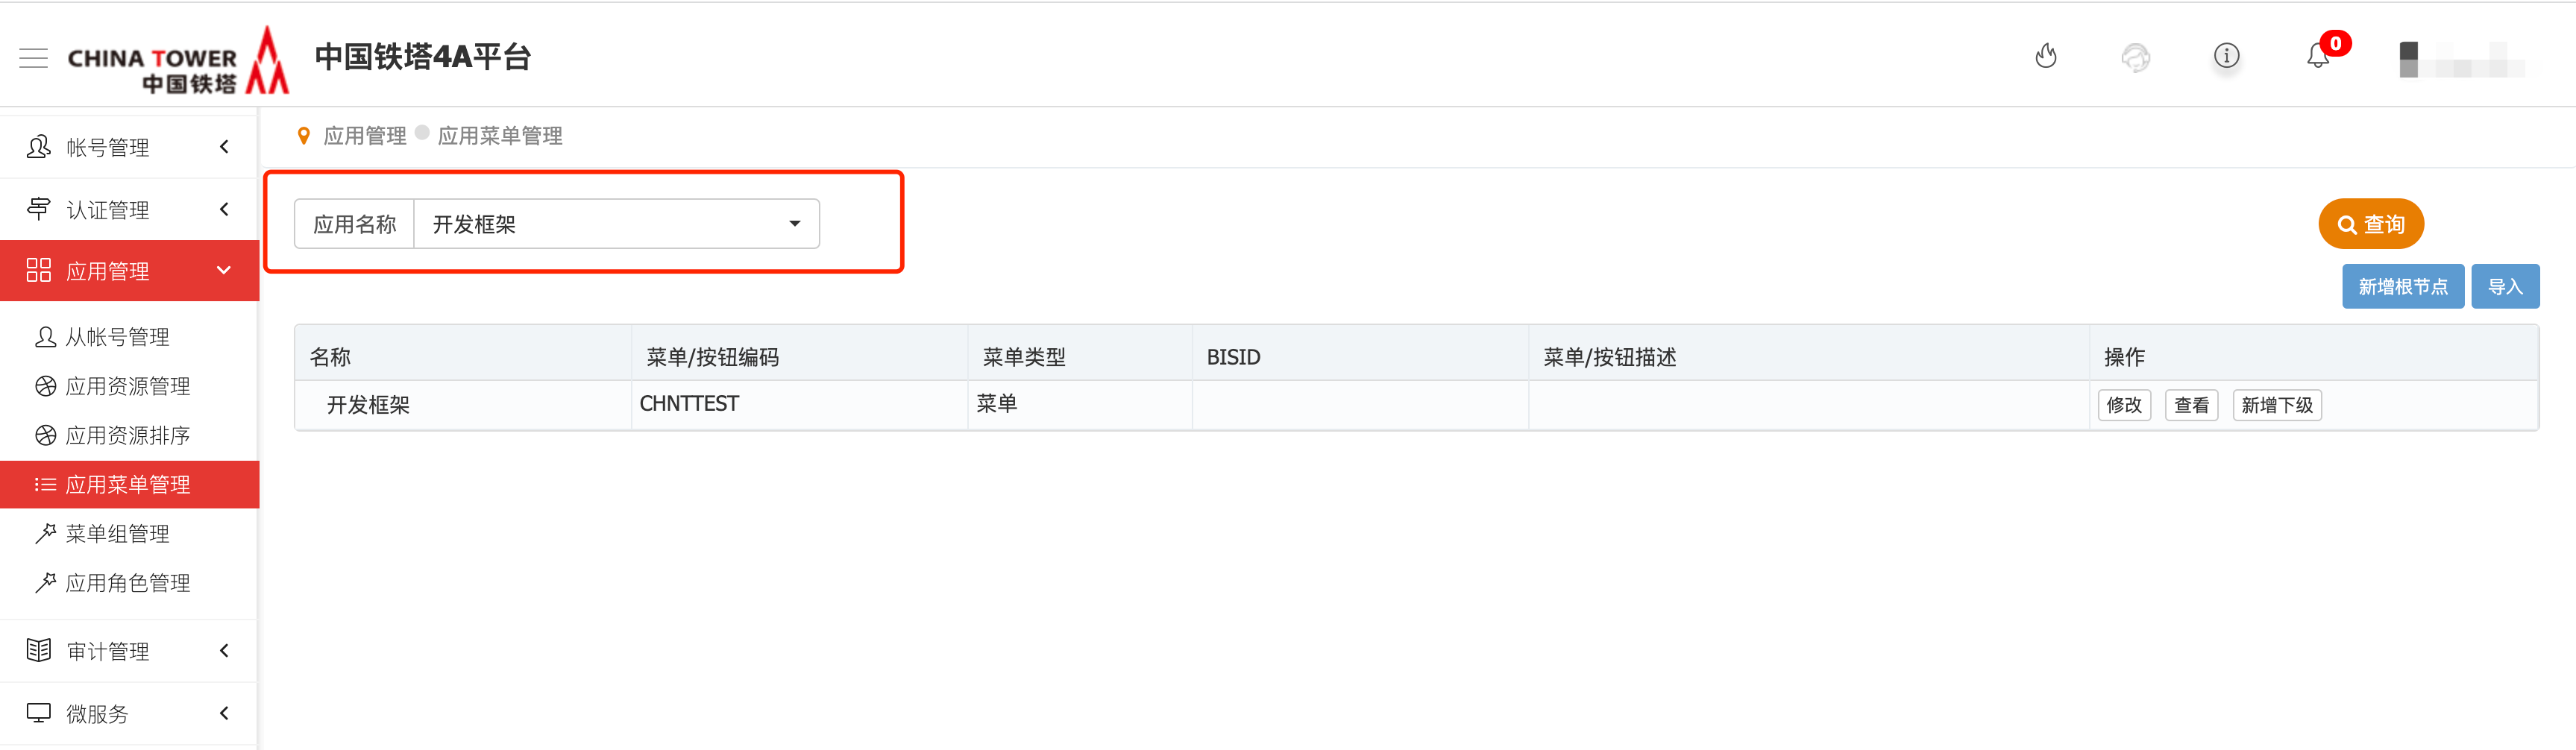 CHINA TOWER
中国铁塔
中国铁塔4A平台
0
帐号管理
认证管理
应用管理
从帐号管理
应用资源管理
应用资源排序
应用菜单管理
菜单组管理
应用角色管理
审计管理
微服务
应用管理 应用菜单管理
应用名称 开发框架
查询
新增根节点 导入
名称 菜单/按钮编码 菜单类型 BISID 菜单/按钮描述 操作
开发框架 CHNTTEST 菜单 修改 查看 新增下级